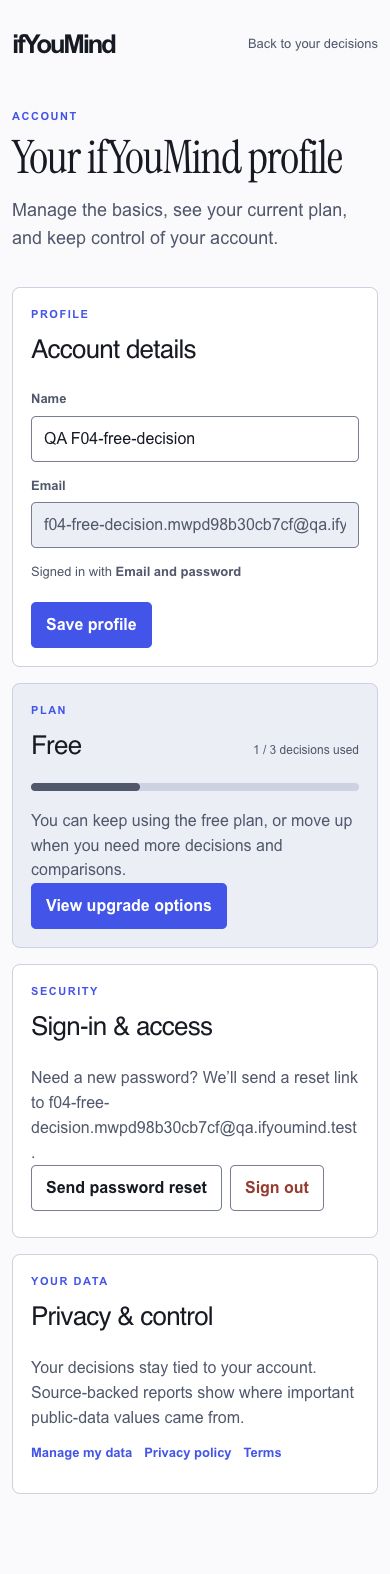 ifYouMind
Back to your decisions
ACCOUNT
Your ifYouMind profile
Manage the basics, see your current plan,
and keep control of your account.
PROFILE
Account details
Name
QA F04-free-decision
Email
f04-free-decision.mwpd98b30cb7cf@qa.ify
Signed in with Email and password
Save profile
PLAN
Free
1 / 3 decisions used
You can keep using the free plan, or move up
when you need more decisions and
comparisons.
View upgrade options
SECURITY
Sign-in & access
Need a new password? We’ll send a reset link
to f04-free-
decision.mwpd98b30cb7cf@qa.ifyoumind.test
.
Send password reset
Sign out
YOUR DATA
Privacy & control
Your decisions stay tied to your account.
Source-backed reports show where important
public-data values came from.
Manage my data
Privacy policy
Terms